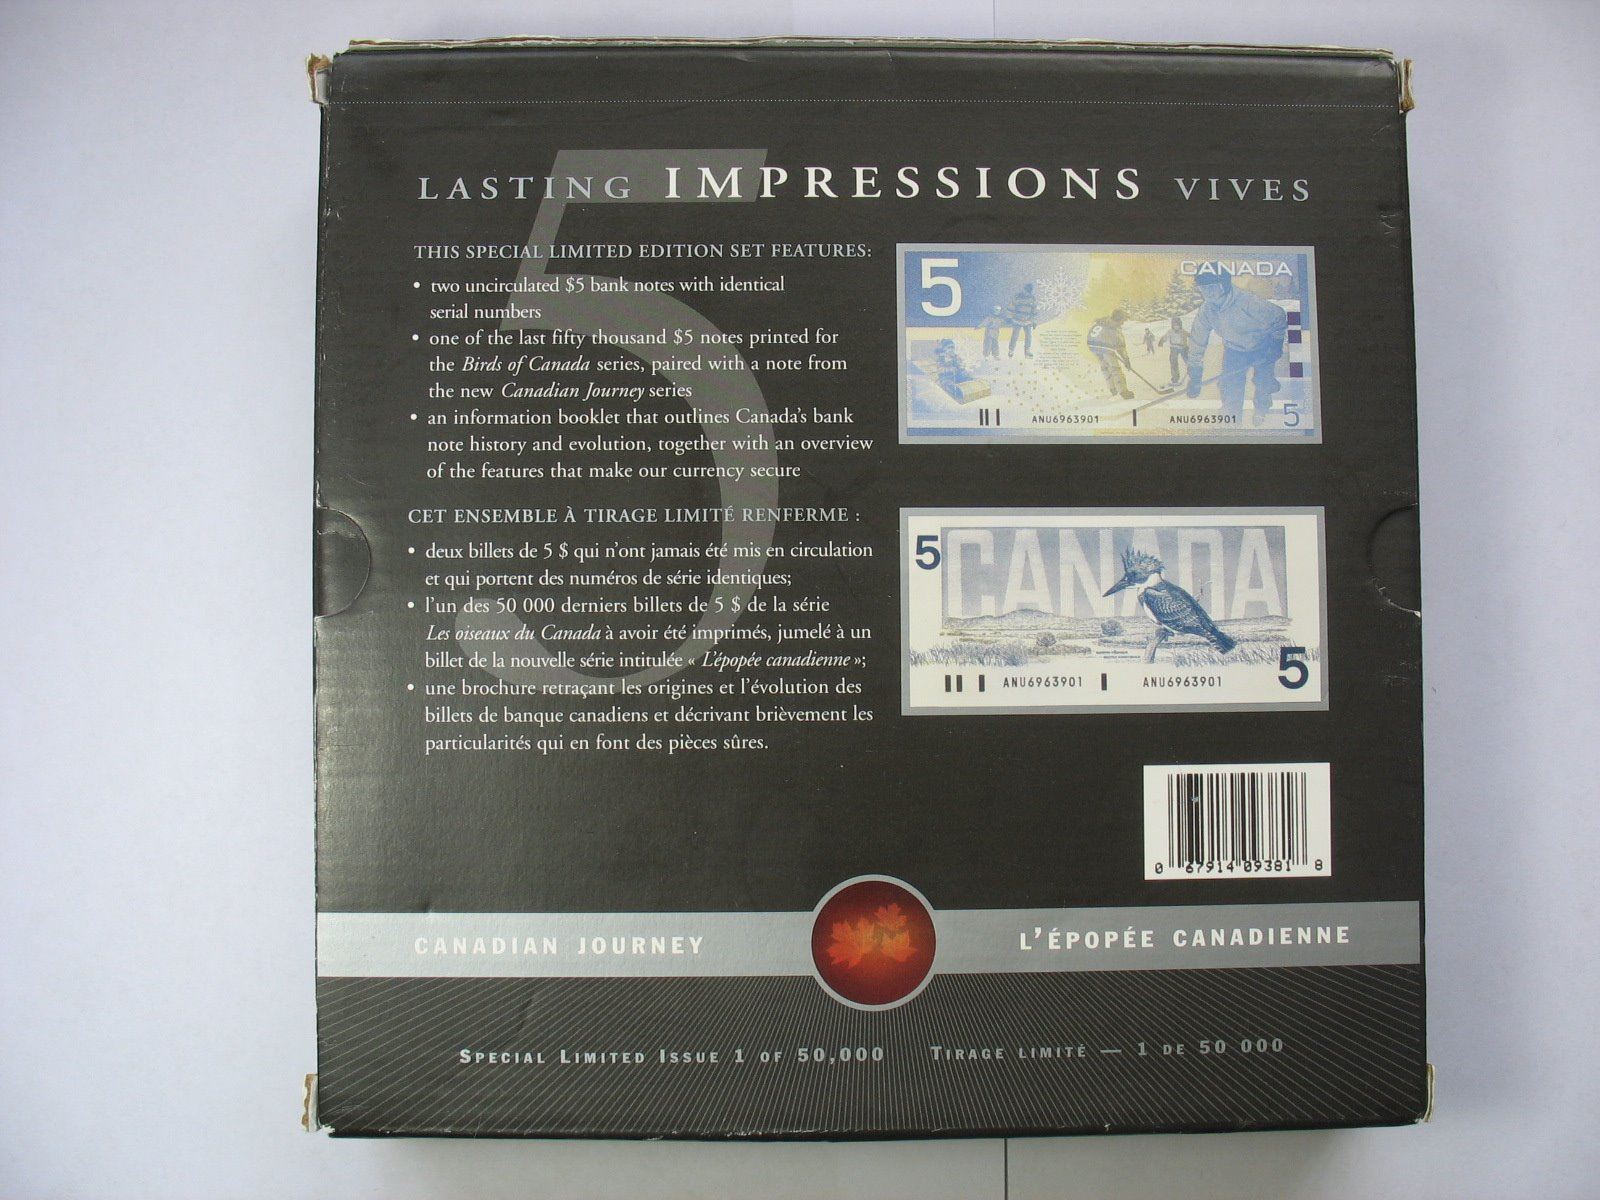 LASTING IMPRESSIONS VIVES
THIS SPECIAL LIMITED EDITION SET FEATURES:
• two uncirculated $5 bank notes with identical
serial numbers
• one of the last fifty thousand $5 notes printed for
the Birds of Canada series, paired with a note from
the new Canadian Journey series
• an information booklet that outlines Canada's bank
note history and evolution, together with an overview
of the features that make our currency secure
CET ENSEMBLE À TIRAGE LIMITÉ RENFERME :
• deux billets de 5 $ qui n'ont jamais été mis en circulation
et qui portent des numéros de série identiques;
• l'un des 50 000 derniers billets de 5 $ de la série
Les oiseaux du Canada à avoir été imprimés, jumelé à un
billet de la nouvelle série intitulée « L'épopée canadienne »;
• une brochure retraçant les origines et l'évolution des
billets de banque canadiens et décrivant brièvement les
particularités qui en font des pièces sûres.
5
5 CANADA
9
ANU6963901 ANU6963901 5
5 CANADA
ANU6963901 ANU6963901 5
0 67914 09381 8
CANADIAN JOURNEY L'ÉPOPÉE CANADIENNE
SPECIAL LIMITED ISSUE 1 OF 50,000 TIRAGE LIMITÉ — 1 DE 50 000